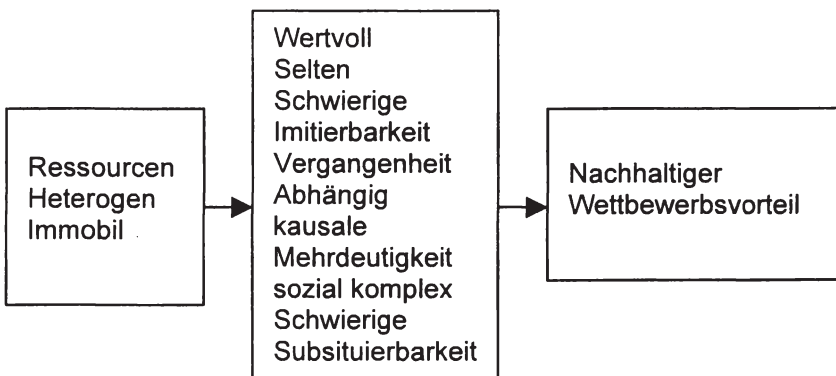 Ressourcen
Heterogen
Immobil
Wertvoll
Selten
Schwierige
Imitierbarkeit
Vergangenheit
Abhängig
kausale
Mehrdeutigkeit
sozial komplex
Schwierige
Subsituierbarkeit
Nachhaltiger
Wettbewerbsvorteil